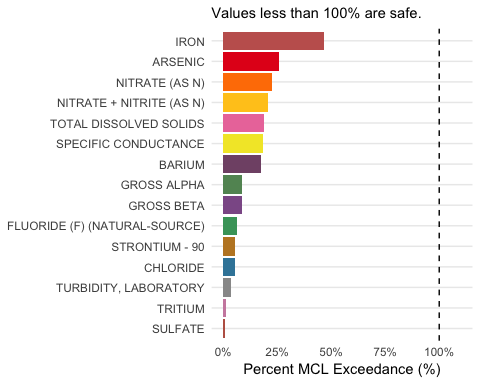 Values less than 100% are safe.
IRON
ARSENIC
NITRATE (AS N)
NITRATE + NITRITE (AS N)
TOTAL DISSOLVED SOLIDS
SPECIFIC CONDUCTANCE
BARIUM
GROSS ALPHA
GROSS BETA
FLUORIDE (F) (NATURAL-SOURCE)
STRONTIUM - 90
CHLORIDE
TURBIDITY, LABORATORY
TRITIUM
SULFATE
0% 25% 50% 75% 100%
Percent MCL Exceedance (%)